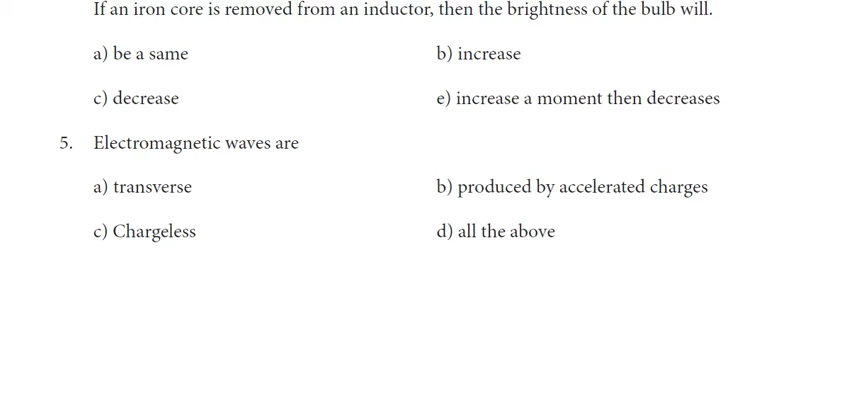 If an iron core is removed from an inductor, then the brightness of the bulb will.
a) be a same b) increase
c) decrease e) increase a moment then decreases
5. Electromagnetic waves are
a) transverse b) produced by accelerated charges
c) Chargeless d) all the above